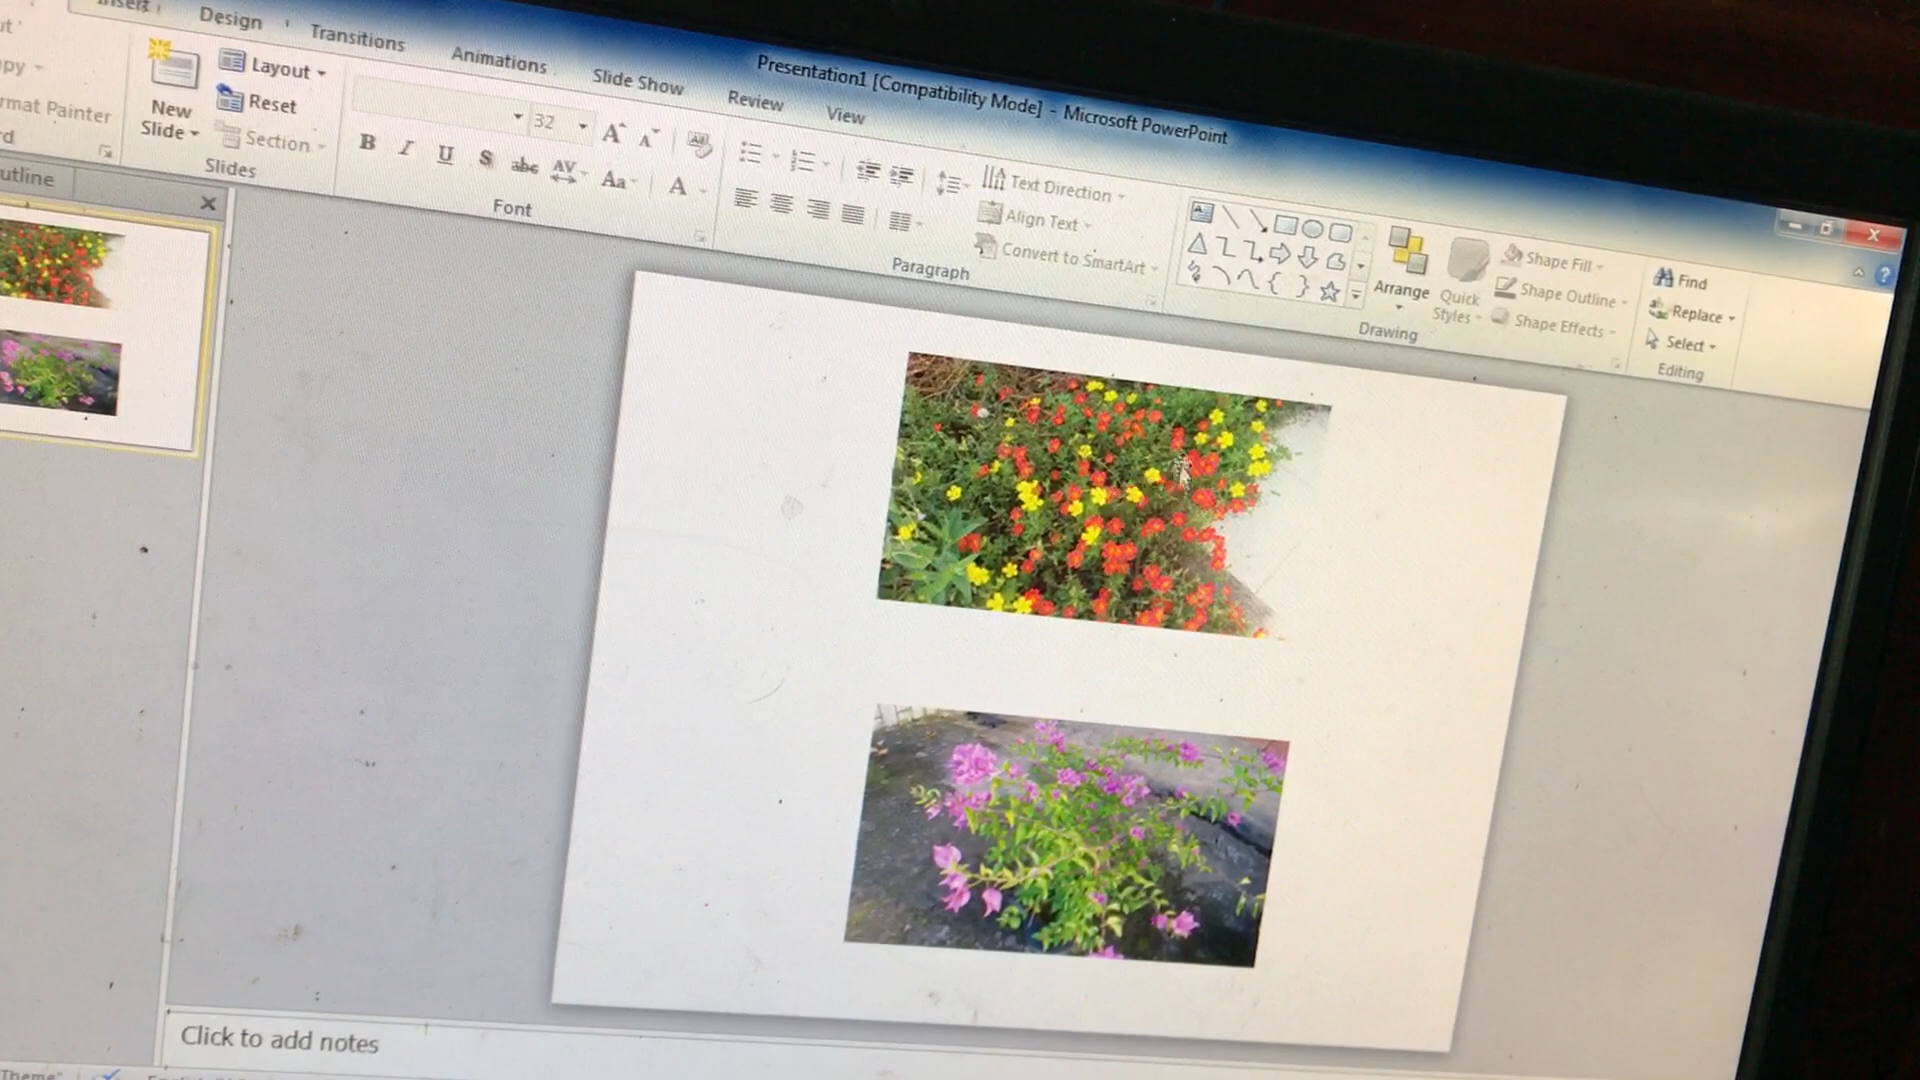 Presentation1 [Compatibility Mode] - Microsoft PowerPoint
Insert
Design
Transitions
Animations
Slide Show
Review
View
rmat Painter
New
Slide
Layout
Reset
Section
Slides
32
B I U S abc AV Aa A
Font
Text Direction
Align Text
Convert to SmartArt
Paragraph
Arrange
Quick
Styles
Shape Fill
Shape Outline
Shape Effects
Drawing
Find
Replace
Select
Editing
utline
Click to add notes
Theme"